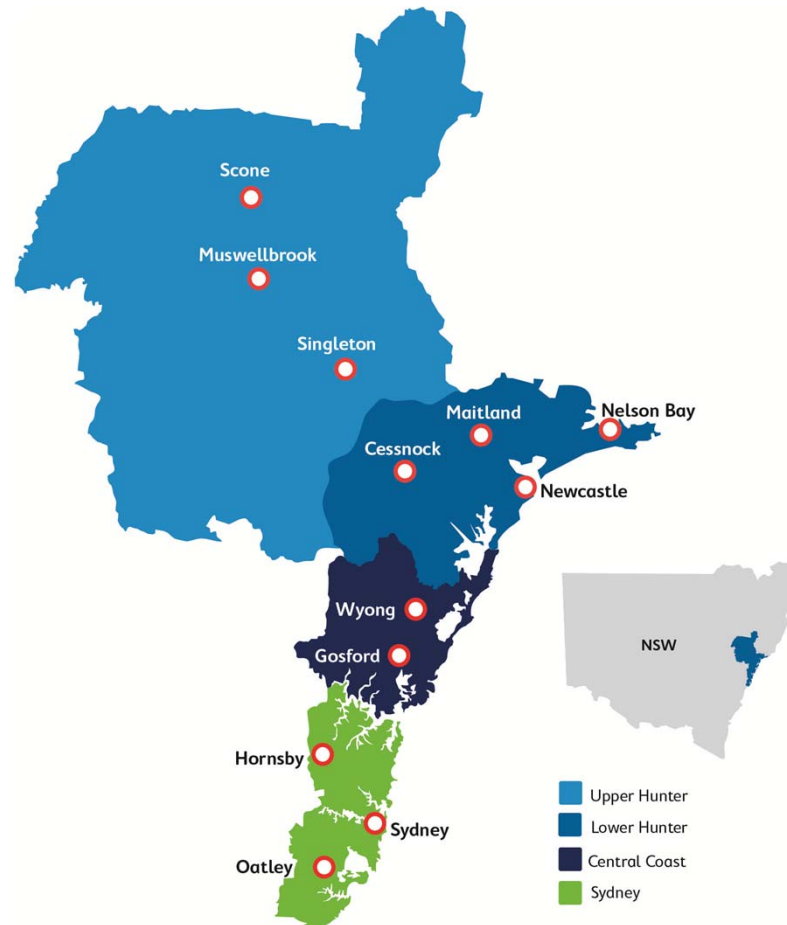 Scone
Muswellbrook
Singleton
Maitland
Nelson Bay
Cessnock
Newcastle
Wyong
Gosford
NSW
Hornsby
Sydney
Oatley
Upper Hunter
Lower Hunter
Central Coast
Sydney